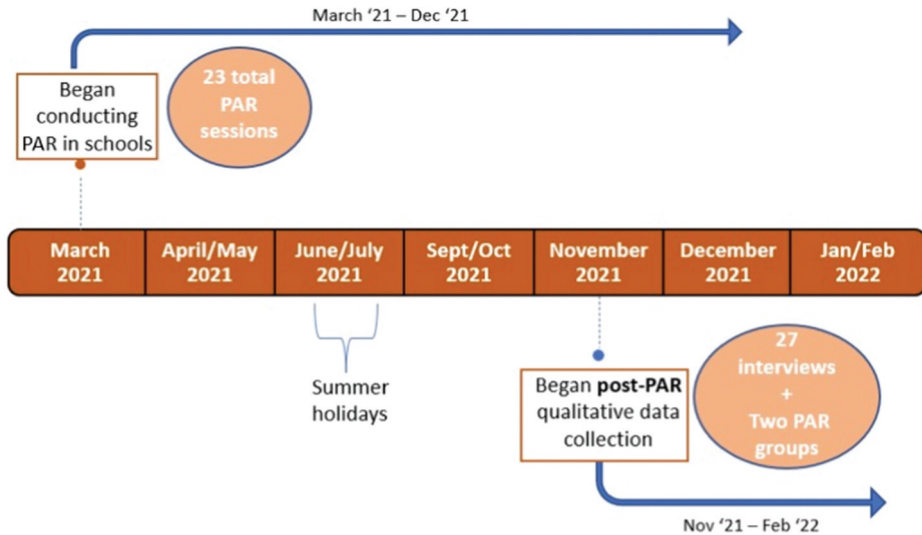 March ‘21 – Dec ‘21
Began
conducting
PAR in schools
23 total
PAR
sessions
March
2021
April/May
2021
June/July
2021
Sept/Oct
2021
November
2021
December
2021
Jan/Feb
2022
Summer
holidays
Began post-PAR
qualitative data
collection
27
interviews
+
Two PAR
groups
Nov ‘21 – Feb ‘22